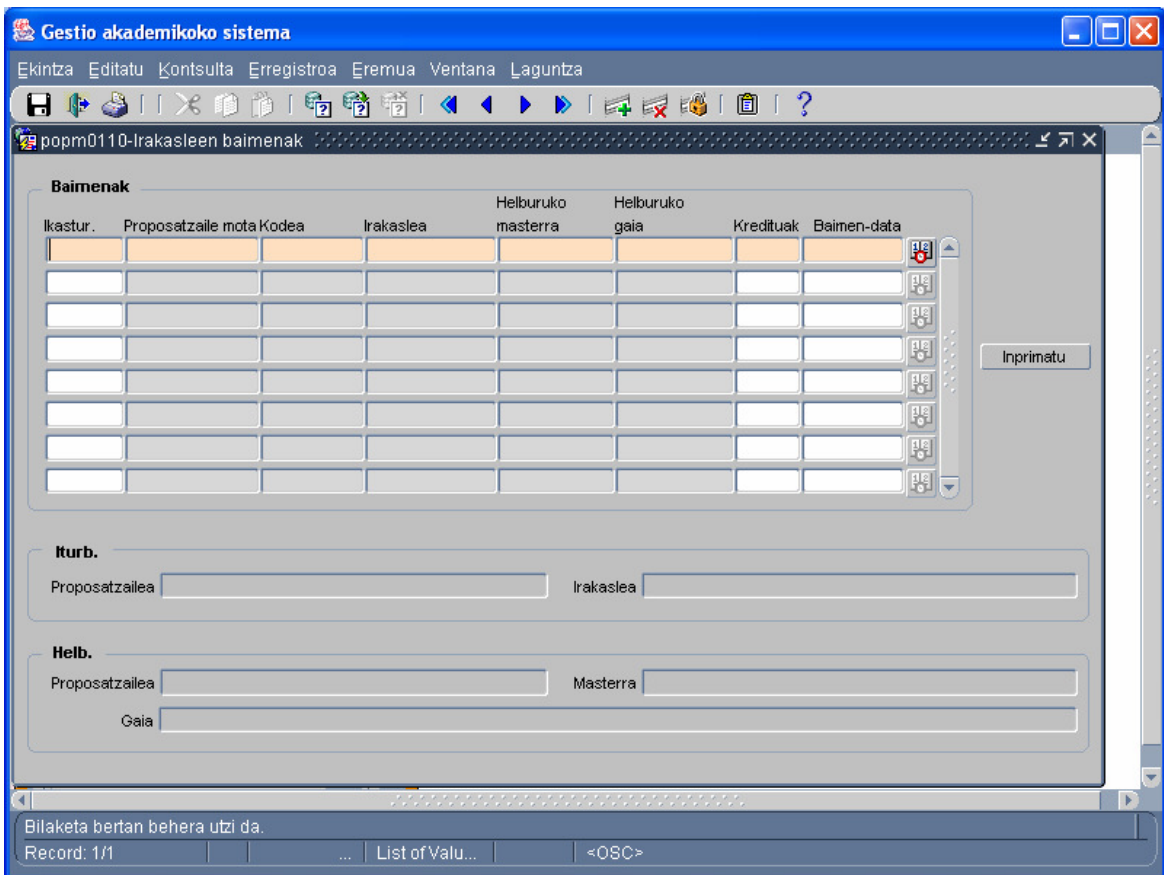 Gestio akademikoko sistema
Ekintza Editatu Kontsulta Erregistroa Eremua Ventana Laguntza
popm0110-Irakasleen baimenak
Baimenak
Ikastur. Proposatzaile mota Kodea Irakaslea Helburuko masterra Helburuko gaia Kredituak Baimen-data
Inprimatu
Iturb.
Proposatzailea Irakaslea
Helb.
Proposatzailea Masterra
Gaia
Bilaketa bertan behera utzi da.
Record: 1/1 ... List of Valu... <OSC>